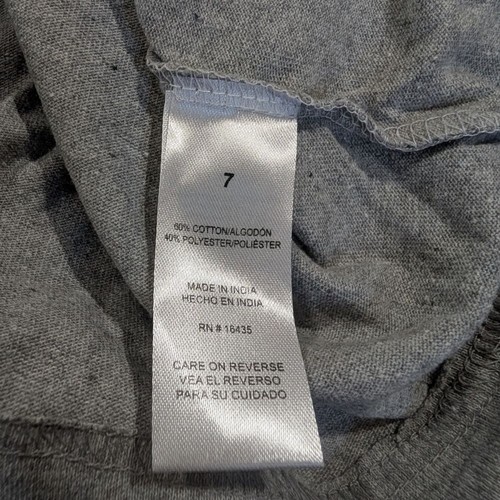 7
60% COTTON/ALGODÓN
40% POLYESTER/POLIÉSTER
MADE IN INDIA
HECHO EN INDIA
RN # 16435
CARE ON REVERSE
VEA EL REVERSO
PARA SU CUIDADO